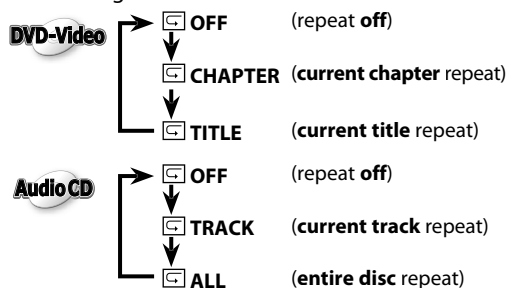 DVD-Video
OFF (repeat off)
CHAPTER (current chapter repeat)
TITLE (current title repeat)
Audio CD
OFF (repeat off)
TRACK (current track repeat)
ALL (entire disc repeat)